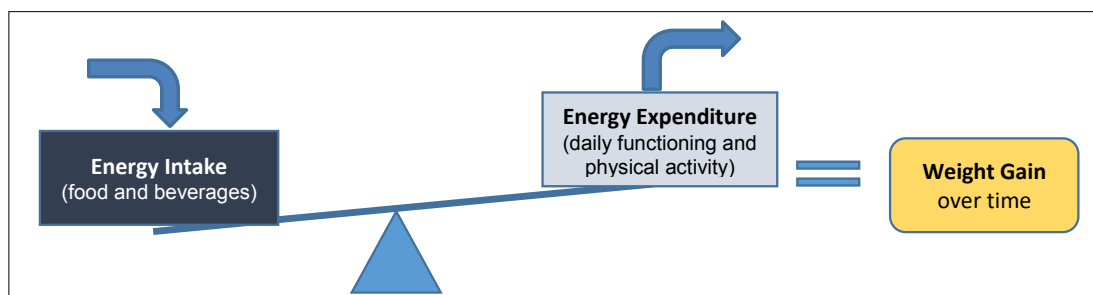 Energy Intake
(food and beverages)
Energy Expenditure
(daily functioning and
physical activity)
Weight Gain
over time